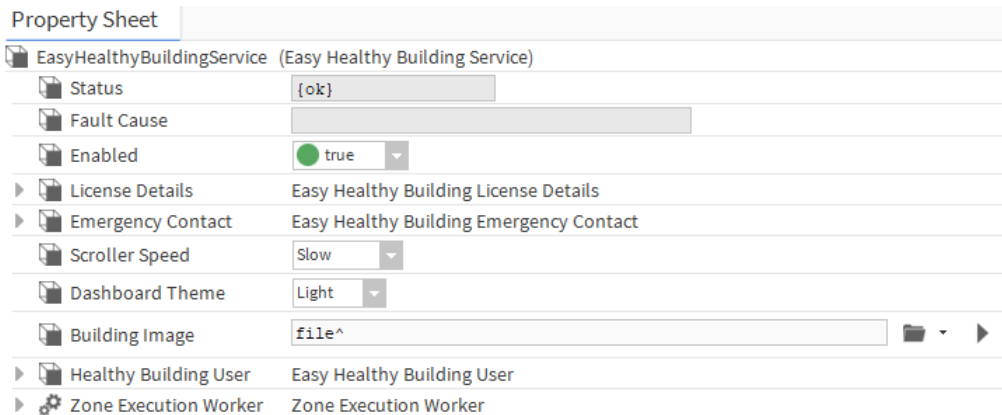 Property Sheet
EasyHealthyBuildingService (Easy Healthy Building Service)
Status {ok}
Fault Cause
Enabled true
License Details Easy Healthy Building License Details
Emergency Contact Easy Healthy Building Emergency Contact
Scroller Speed Slow
Dashboard Theme Light
Building Image file^
Healthy Building User Easy Healthy Building User
Zone Execution Worker Zone Execution Worker